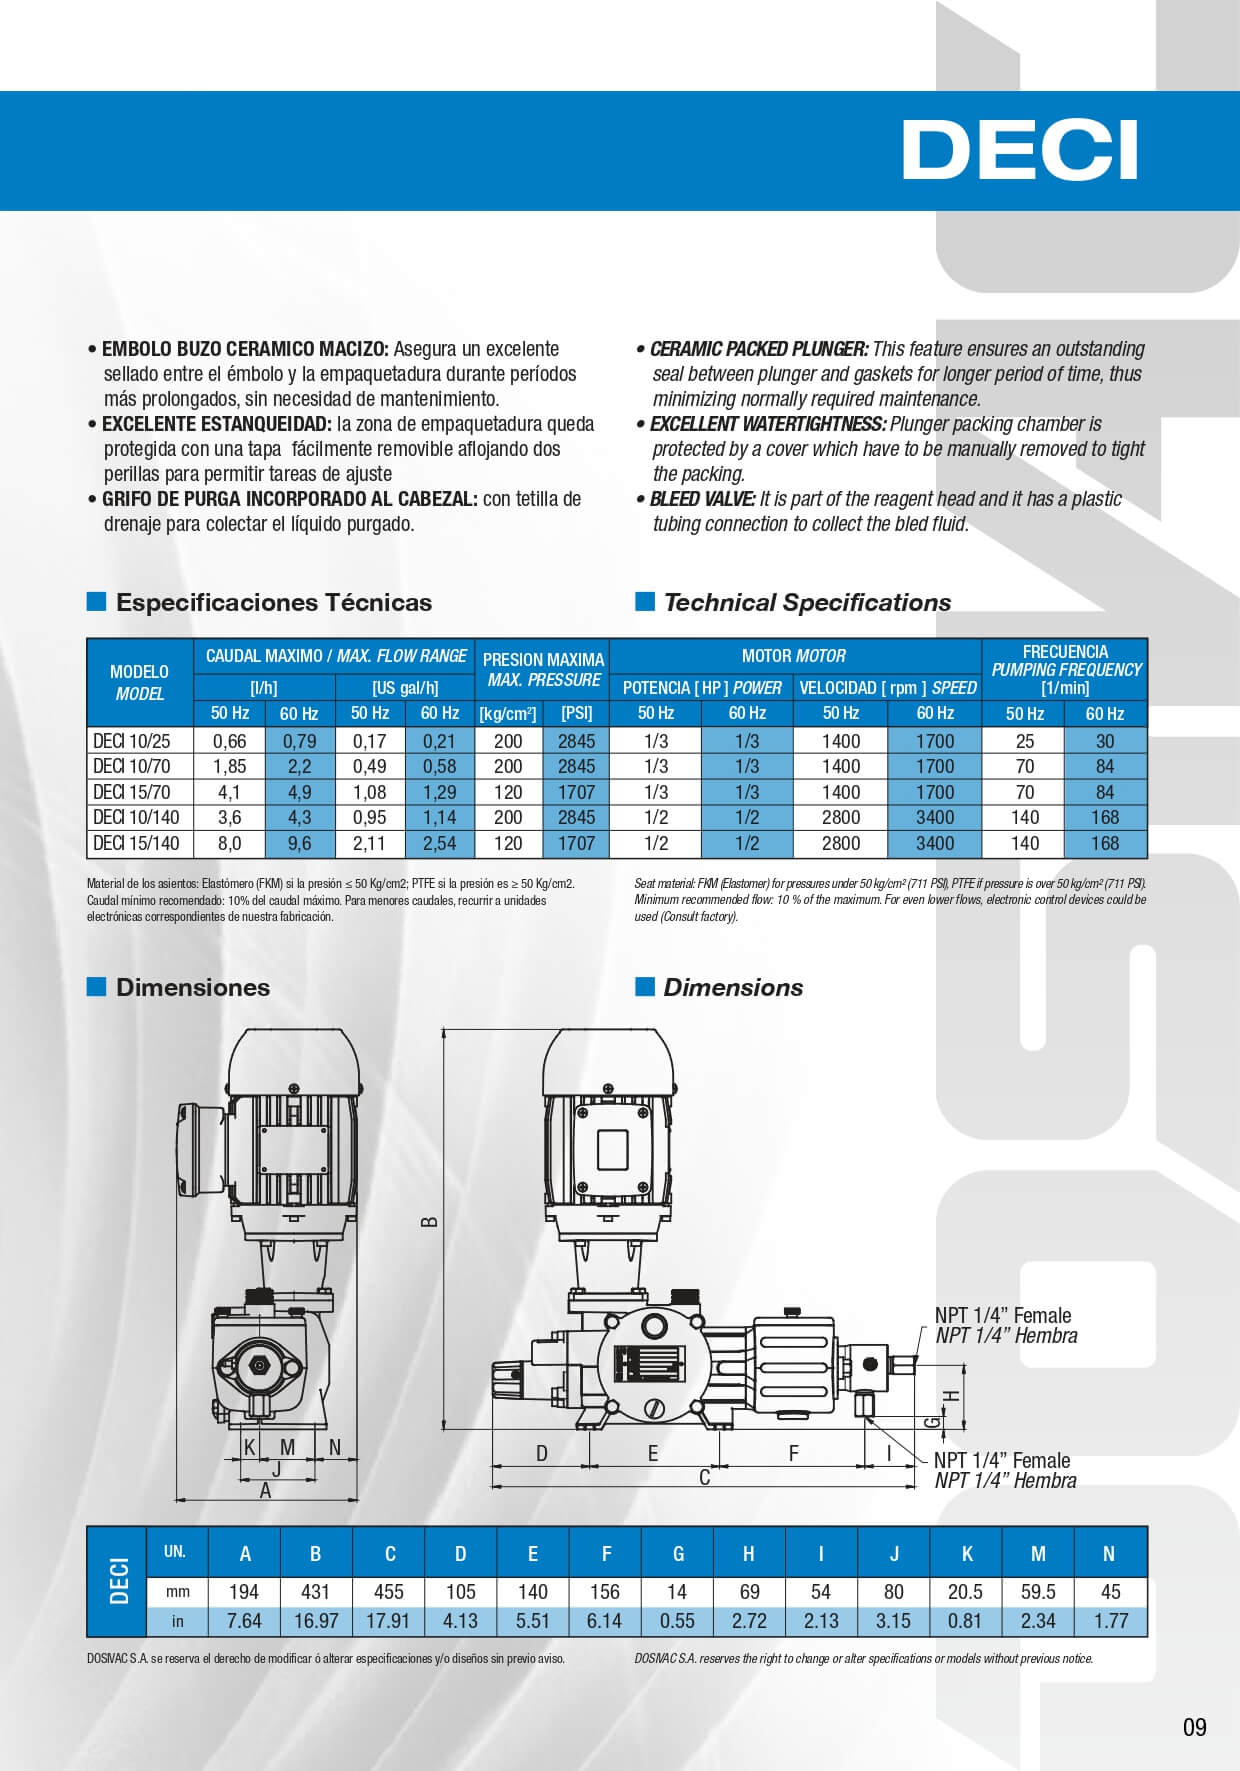 DECI
• EMBOLO BUZO CERAMICO MACIZO: Asegura un excelente
sellado entre el émbolo y la empaquetadura durante períodos
más prolongados, sin necesidad de mantenimiento.
• EXCELENTE ESTANQUEIDAD: la zona de empaquetadura queda
protegida con una tapa fácilmente removible aflojando dos
perillas para permitir tareas de ajuste
• GRIFO DE PURGA INCORPORADO AL CABEZAL: con tetilla de
drenaje para colectar el líquido purgado.
• CERAMIC PACKED PLUNGER: This feature ensures an outstanding
seal between plunger and gaskets for longer period of time, thus
minimizing normally required maintenance.
• EXCELLENT WATERTIGHTNESS: Plunger packing chamber is
protected by a cover which have to be manually removed to tight
the packing.
• BLEED VALVE: It is part of the reagent head and it has a plastic
tubing connection to collect the bled fluid.
Especificaciones Técnicas
Technical Specifications
MODELO
MODEL
CAUDAL MAXIMO / MAX. FLOW RANGE
PRESION MAXIMA
MAX. PRESSURE
MOTOR MOTOR
FRECUENCIA
PUMPING FREQUENCY
[1/min]
[l/h] [US gal/h] POTENCIA [ HP ] POWER VELOCIDAD [ rpm ] SPEED
50 Hz 60 Hz 50 Hz 60 Hz [kg/cm²] [PSI] 50 Hz 60 Hz 50 Hz 60 Hz 50 Hz 60 Hz
DECI 10/25 0,66 0,79 0,17 0,21 200 2845 1/3 1/3 1400 1700 25 30
DECI 10/70 1,85 2,2 0,49 0,58 200 2845 1/3 1/3 1400 1700 70 84
DECI 15/70 4,1 4,9 1,08 1,29 120 1707 1/3 1/3 1400 1700 70 84
DECI 10/140 3,6 4,3 0,95 1,14 200 2845 1/2 1/2 2800 3400 140 168
DECI 15/140 8,0 9,6 2,11 2,54 120 1707 1/2 1/2 2800 3400 140 168
Material de los asientos: Elastómero (FKM) si la presión ≤ 50 Kg/cm2; PTFE si la presión es ≥ 50 Kg/cm2.
Caudal mínimo recomendado: 10% del caudal máximo. Para menores caudales, recurrir a unidades
electrónicas correspondientes de nuestra fabricación.
Seat material: FKM (Elastomer) for pressures under 50 kg/cm² (711 PSI), PTFE if pressure is over 50 kg/cm² (711 PSI).
Minimum recommended flow: 10 % of the maximum. For even lower flows, electronic control devices could be
used (Consult factory).
Dimensiones
Dimensions
B
NPT 1/4” Female
NPT 1/4” Hembra
H
G
K M N
J
A
D E F I
C
NPT 1/4” Female
NPT 1/4” Hembra
DECI
UN. A B C D E F G H I J K M N
mm 194 431 455 105 140 156 14 69 54 80 20.5 59.5 45
in 7.64 16.97 17.91 4.13 5.51 6.14 0.55 2.72 2.13 3.15 0.81 2.34 1.77
DOSIVAC S.A. se reserva el derecho de modificar ó alterar especificaciones y/o diseños sin previo aviso.
DOSIVAC S.A. reserves the right to change or alter specifications or models without previous notice.
09